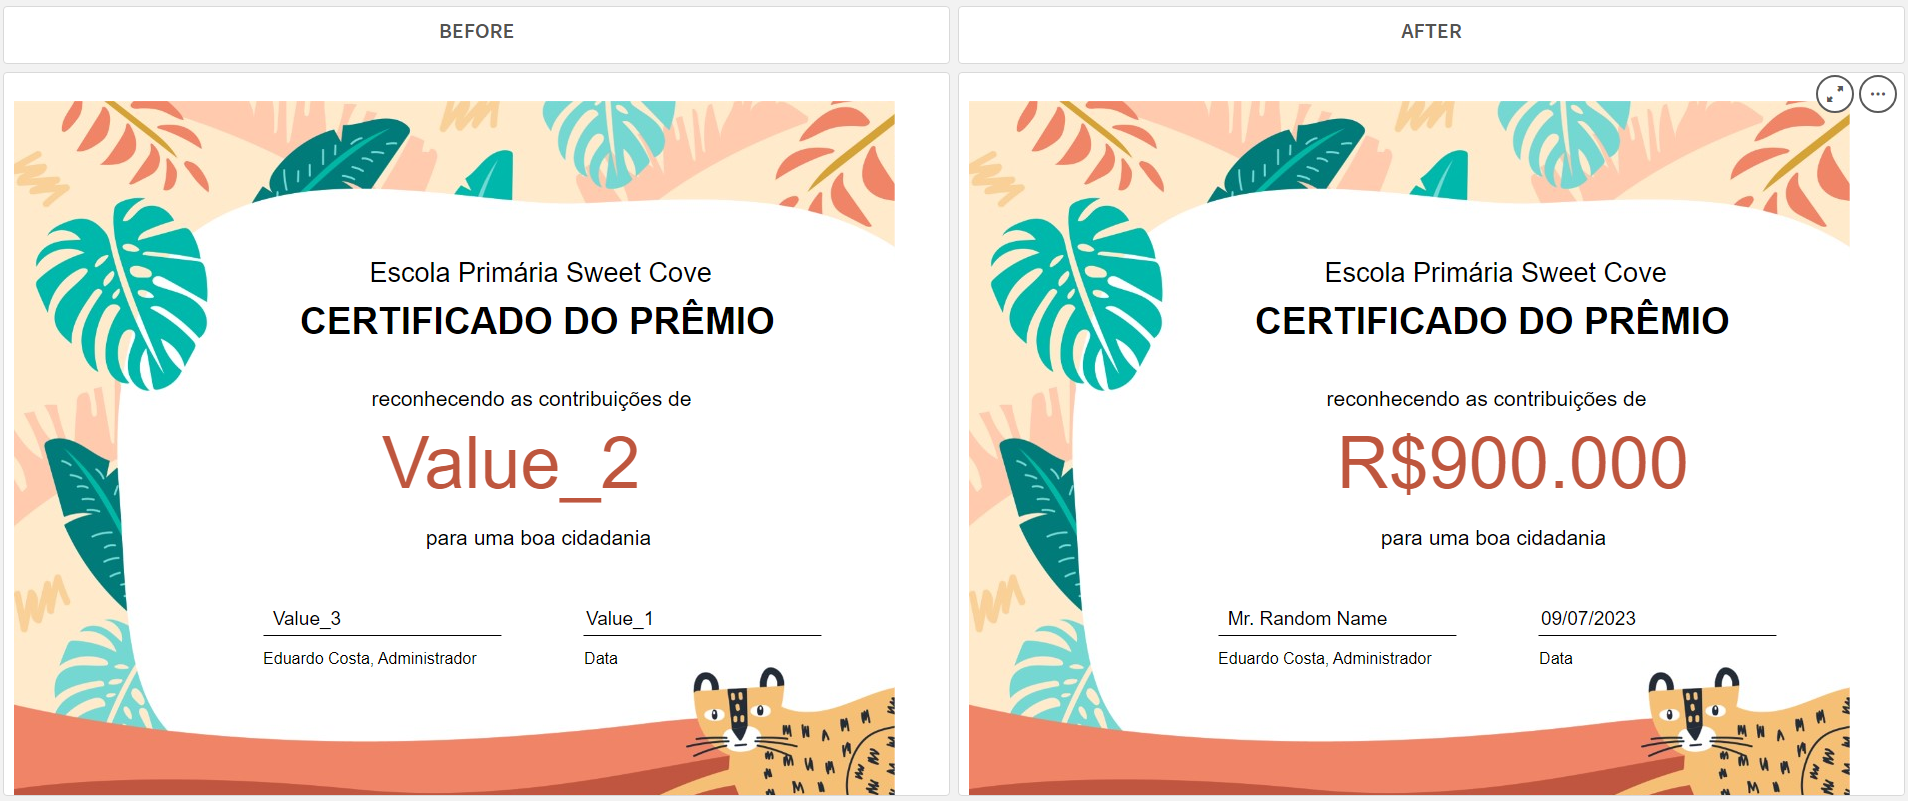 BEFORE
Escola Primária Sweet Cove
CERTIFICADO DO PRÊMIO
reconhecendo as contribuições de
Value_2
para uma boa cidadania
Value_3
Value_1
Eduardo Costa, Administrador
Data
AFTER
Escola Primária Sweet Cove
CERTIFICADO DO PRÊMIO
reconhecendo as contribuições de
R$900.000
para uma boa cidadania
Mr. Random Name
09/07/2023
Eduardo Costa, Administrador
Data